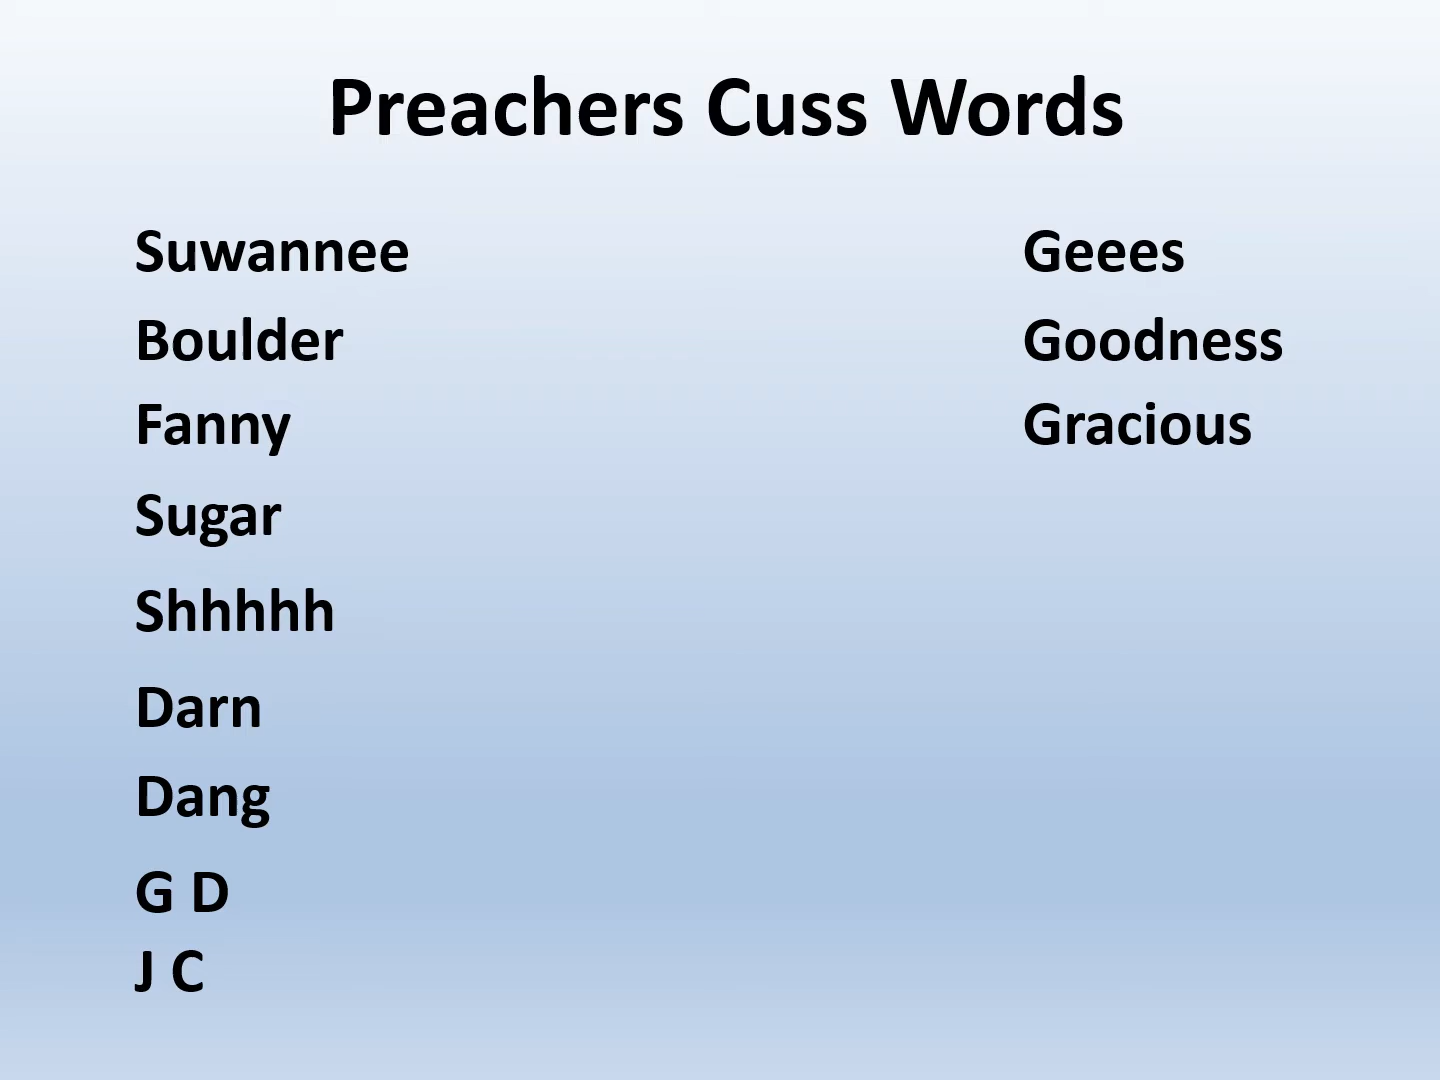 Preachers Cuss Words
Suwannee
Boulder
Fanny
Sugar
Shhhhh
Darn
Dang
G D
J C
Geees
Goodness
Gracious